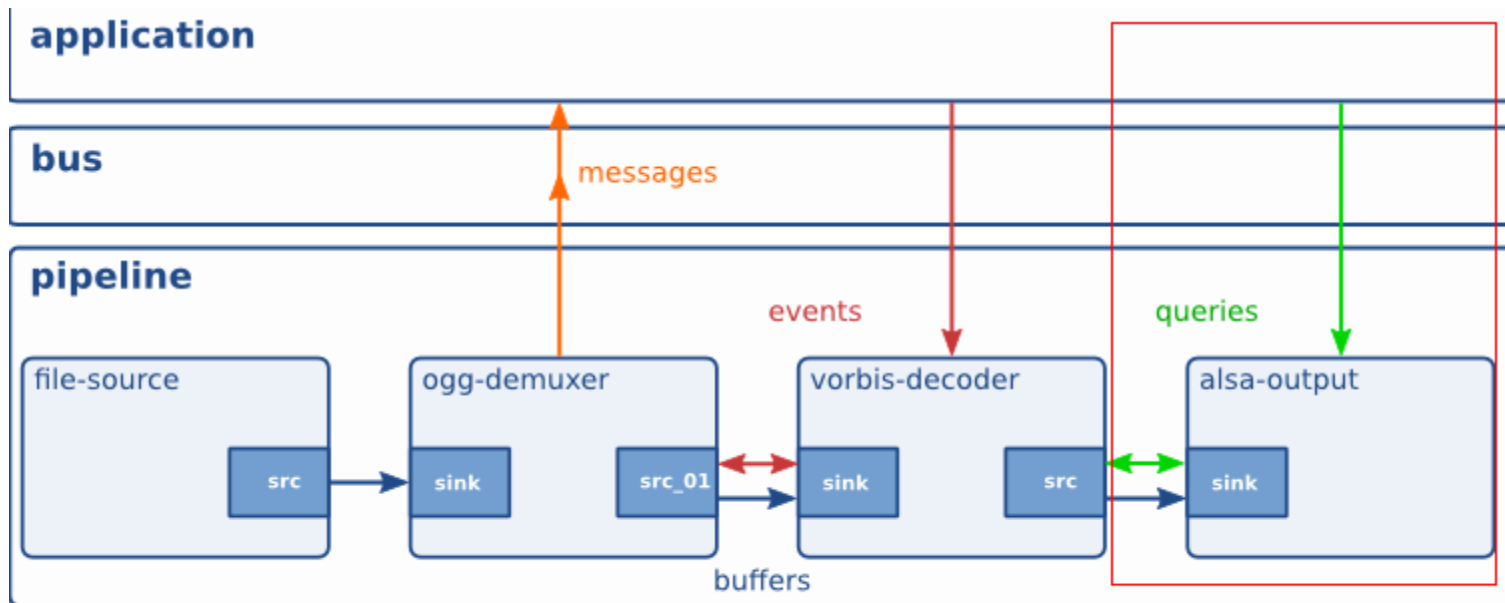 application
bus
messages
pipeline
events
queries
file-source
ogg-demuxer
vorbis-decoder
alsa-output
src
sink
src_01
sink
src
sink
buffers